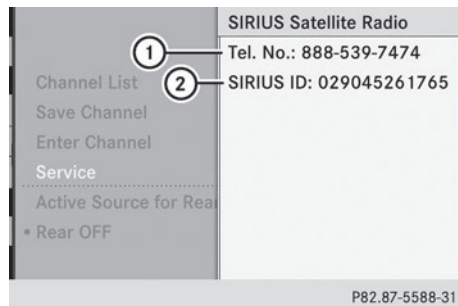 SIRIUS Satellite Radio
1 Tel. No.: 888-539-7474
2 SIRIUS ID: 029045261765
Channel List
Save Channel
Enter Channel
Service
Active Source for Rear
• Rear OFF
P82.87-5588-31